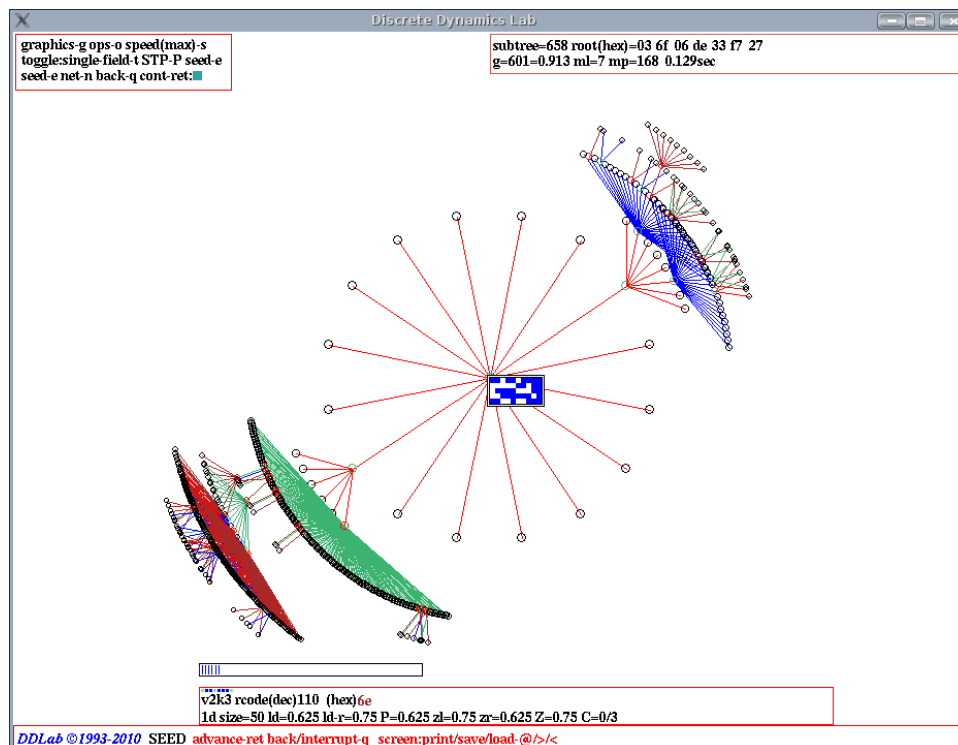 Discrete Dynamics Lab
graphics-g ops-o speed(max)-s
toggle:single-field-t STP-P seed-e
seed-e net-n back-q cont-ret:
subtree=658 root(hex)=03 6f 06 de 33 f7 27
g=601=0.913 ml=7 mp=168 0.129sec
v2k3 rcode(dec)110 (hex)6e
1d size=50 ld=0.625 ld-r=0.75 P=0.625 zl=0.75 zr=0.625 Z=0.75 C=0/3
DDLab ©1993-2010 SEED advance-ret back/interrupt-q screen:print/save/load-@/>/<